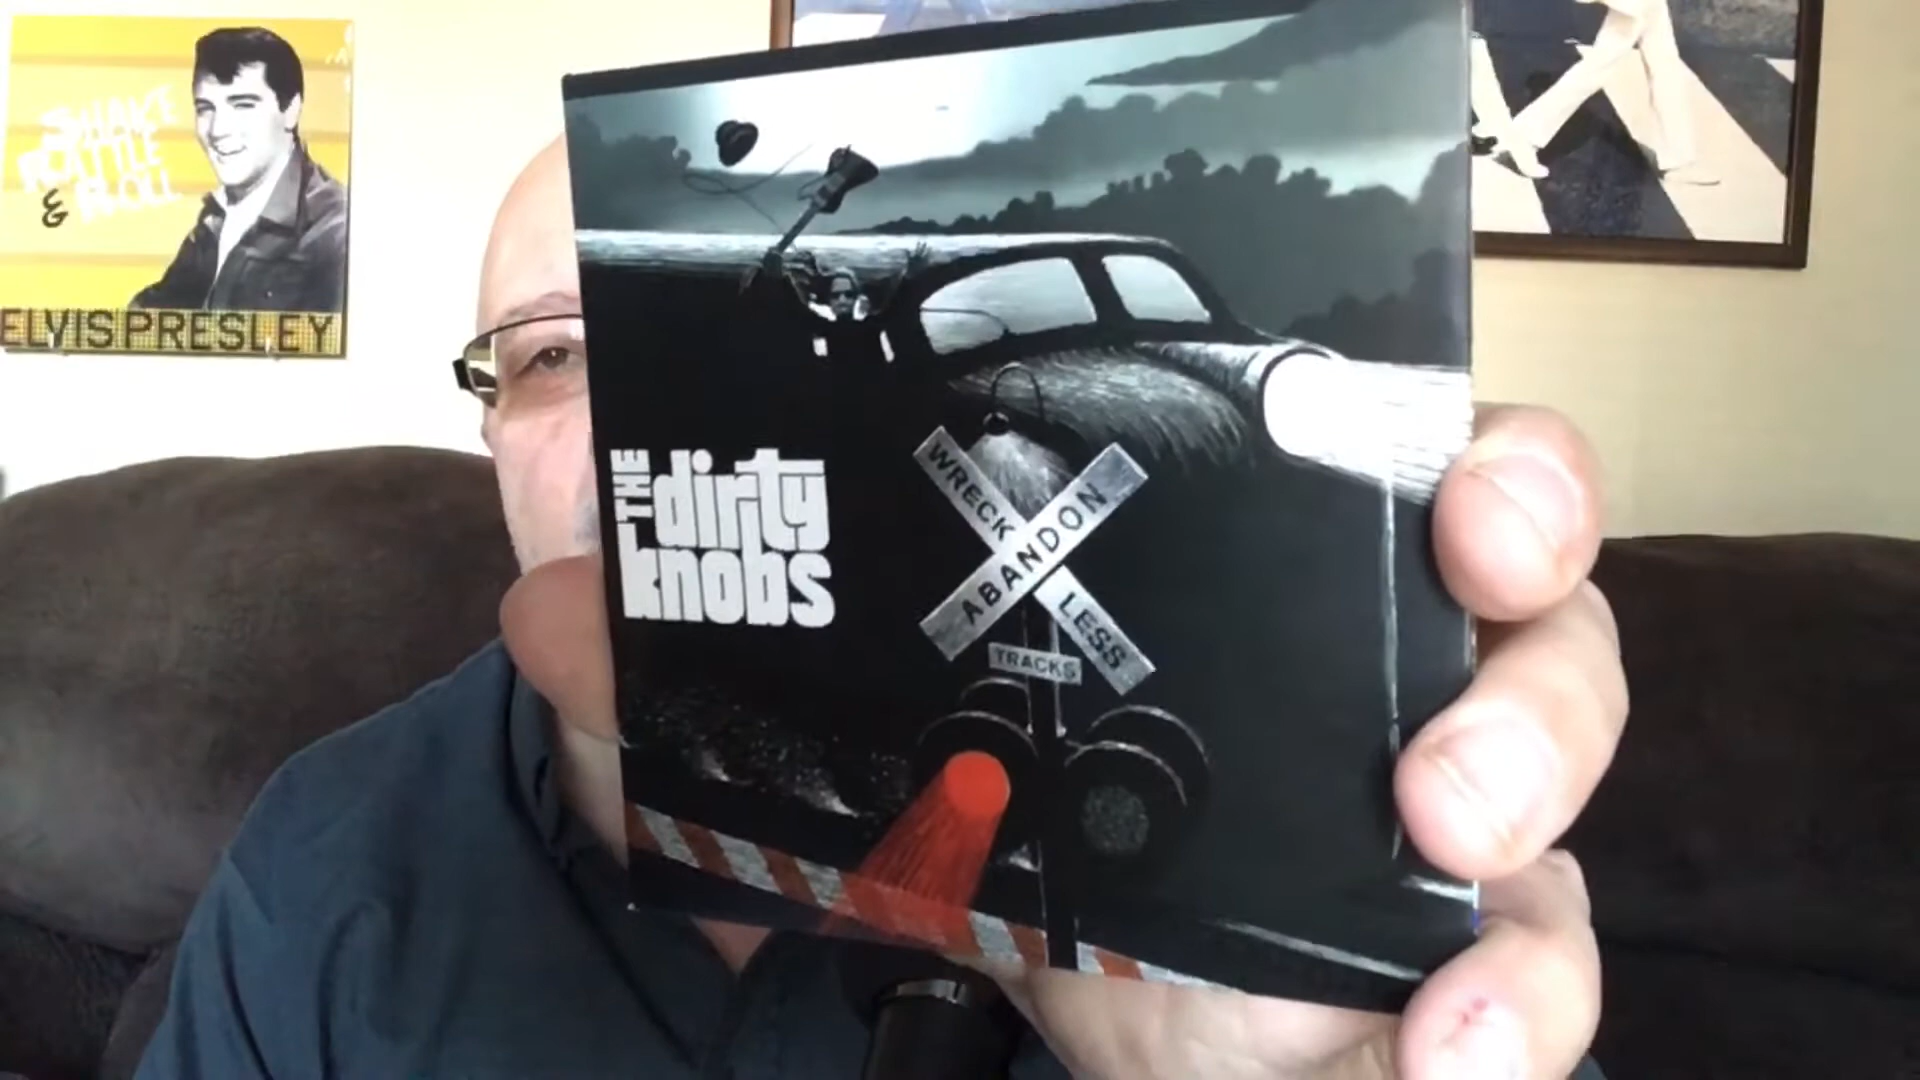 SHAKE
RATTLE
& ROLL
ELVIS PRESLEY
THE
dirty
knobs
WRECK
LESS
ABANDON
TRACKS